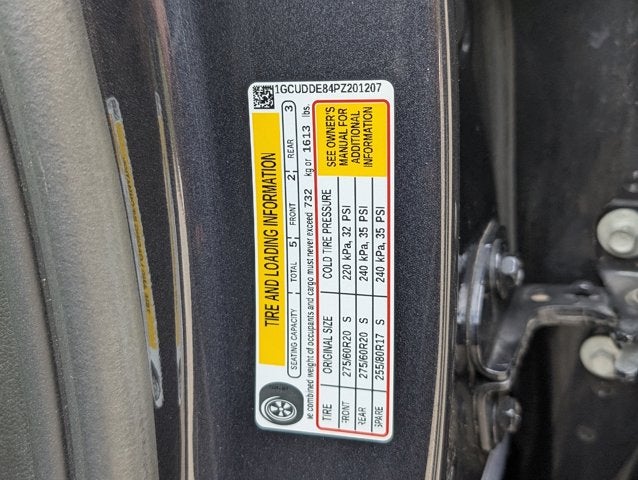 1GCUDDE84PZ201207
TIRE AND LOADING INFORMATION
SEATING CAPACITY TOTAL 5 FRONT 2 REAR 3
combined weight of occupants and cargo must never exceed 732 kg or 1613 lbs.
TIRE ORIGINAL SIZE COLD TIRE PRESSURE
FRONT 275/60R20 S 220 kPa, 32 PSI
REAR 275/60R20 S 240 kPa, 35 PSI
SPARE 255/80R17 S 240 kPa, 35 PSI
SEE OWNER'S
MANUAL FOR
ADDITIONAL
INFORMATION